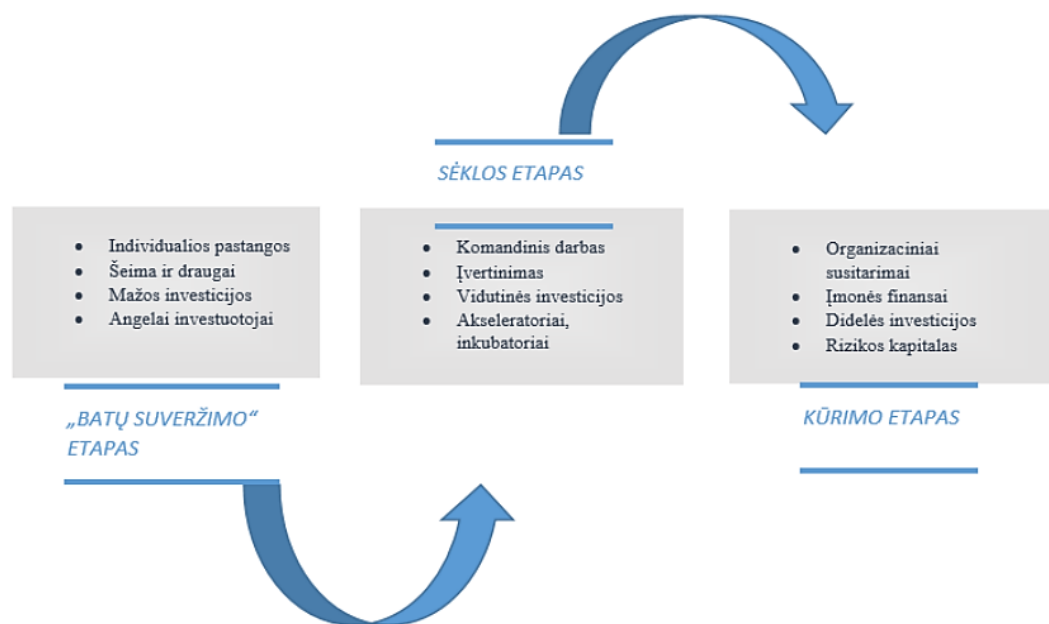 SĖKLOS ETAPAS
• Individualios pastangos
• Šeima ir draugai
• Mažos investicijos
• Angelai investuotojai
„BATŲ SUVERŽIMO“
ETAPAS
• Komandinis darbas
• Įvertinimas
• Vidutinės investicijos
• Akseleratoriai,
inkubatoriai
• Organizaciniai
susitarimai
• Įmonės finansai
• Didelės investicijos
• Rizikos kapitalas
KŪRIMO ETAPAS